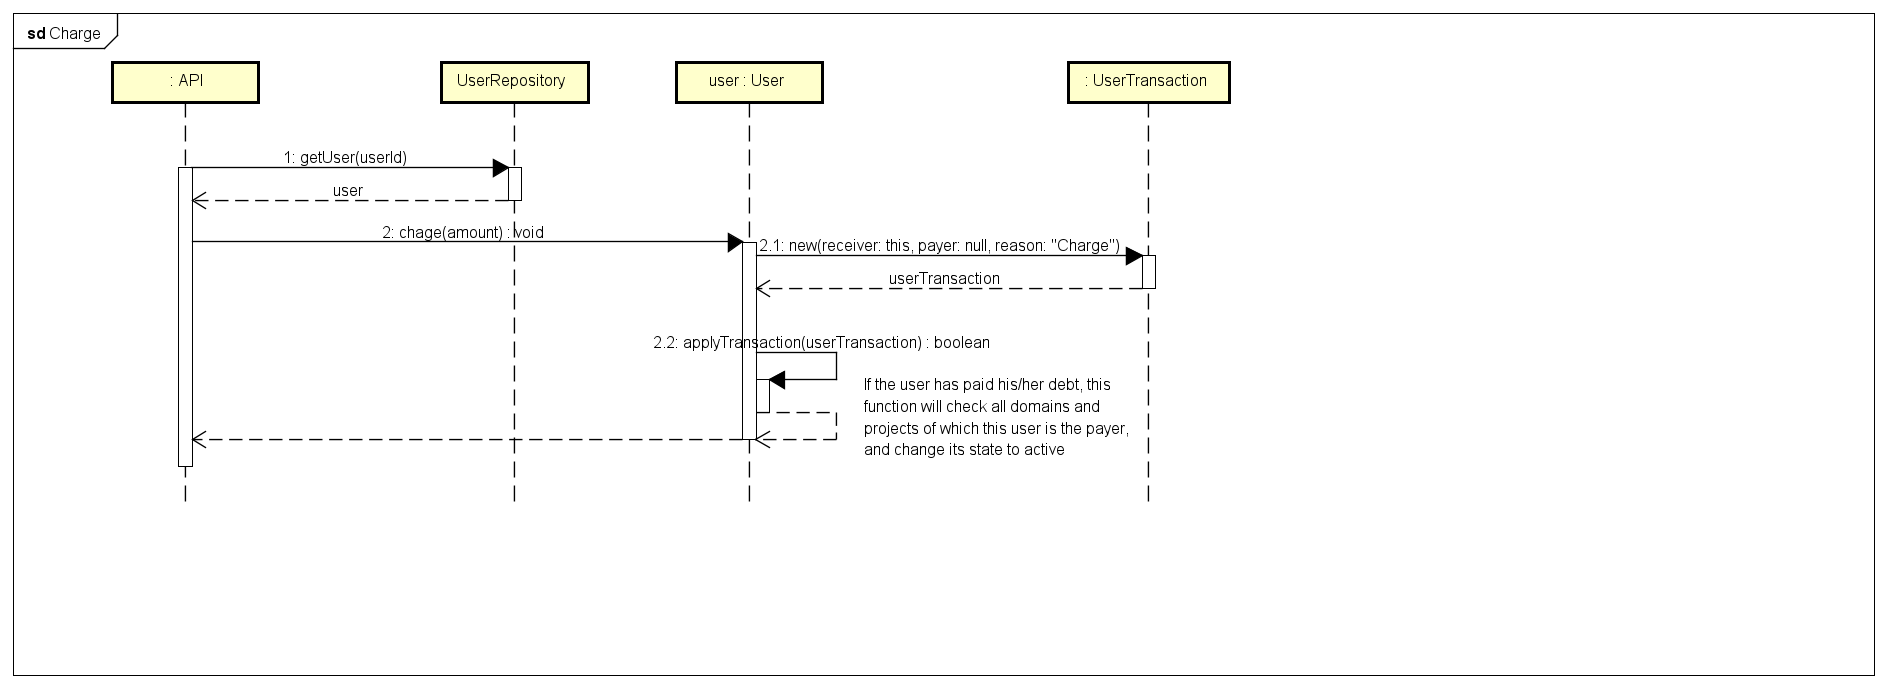 sd Charge
: API
UserRepository
user : User
: UserTransaction
1: getUser(userId)
user
2: chage(amount) : void
2.1: new(receiver: this, payer: null, reason: "Charge")
userTransaction
2.2: applyTransaction(userTransaction) : boolean
If the user has paid his/her debt, this
function will check all domains and
projects of which this user is the payer,
and change its state to active